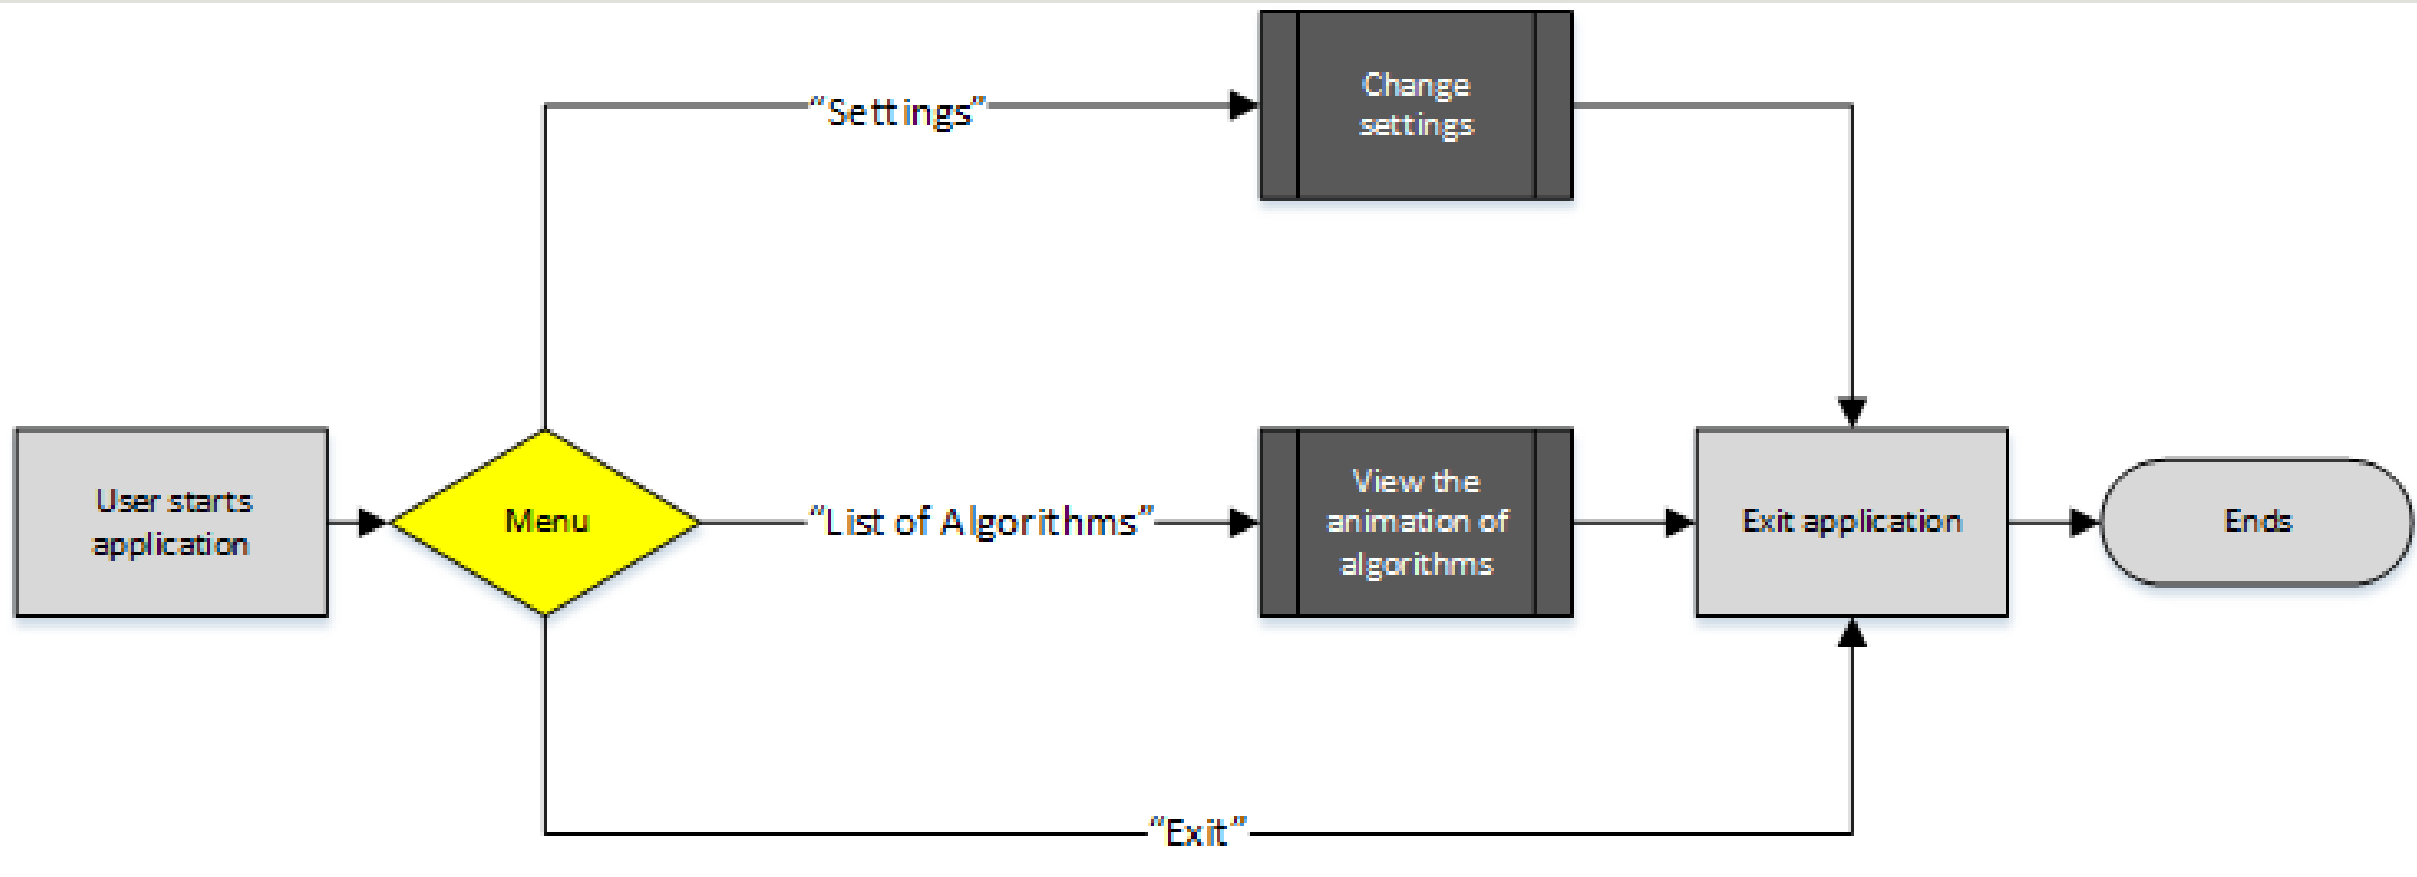 “Settings”
Change
settings
User starts
application
Menu
“List of Algorithms”
View the
animation of
algorithms
Exit application
Ends
“Exit”